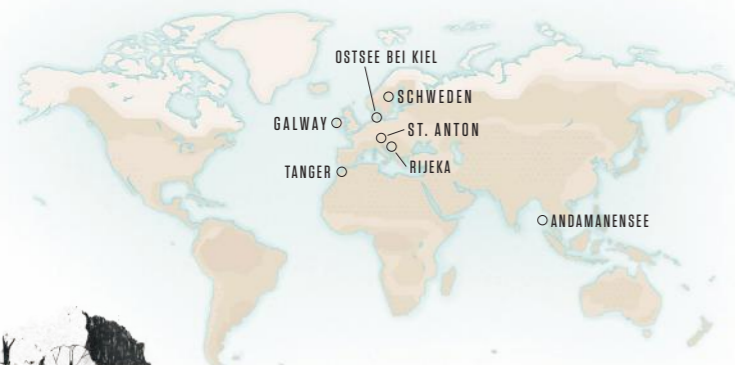 OSTSEE BEI KIEL
SCHWEDEN
GALWAY
ST. ANTON
RIJEKA
TANGER
ANDAMANENSEE